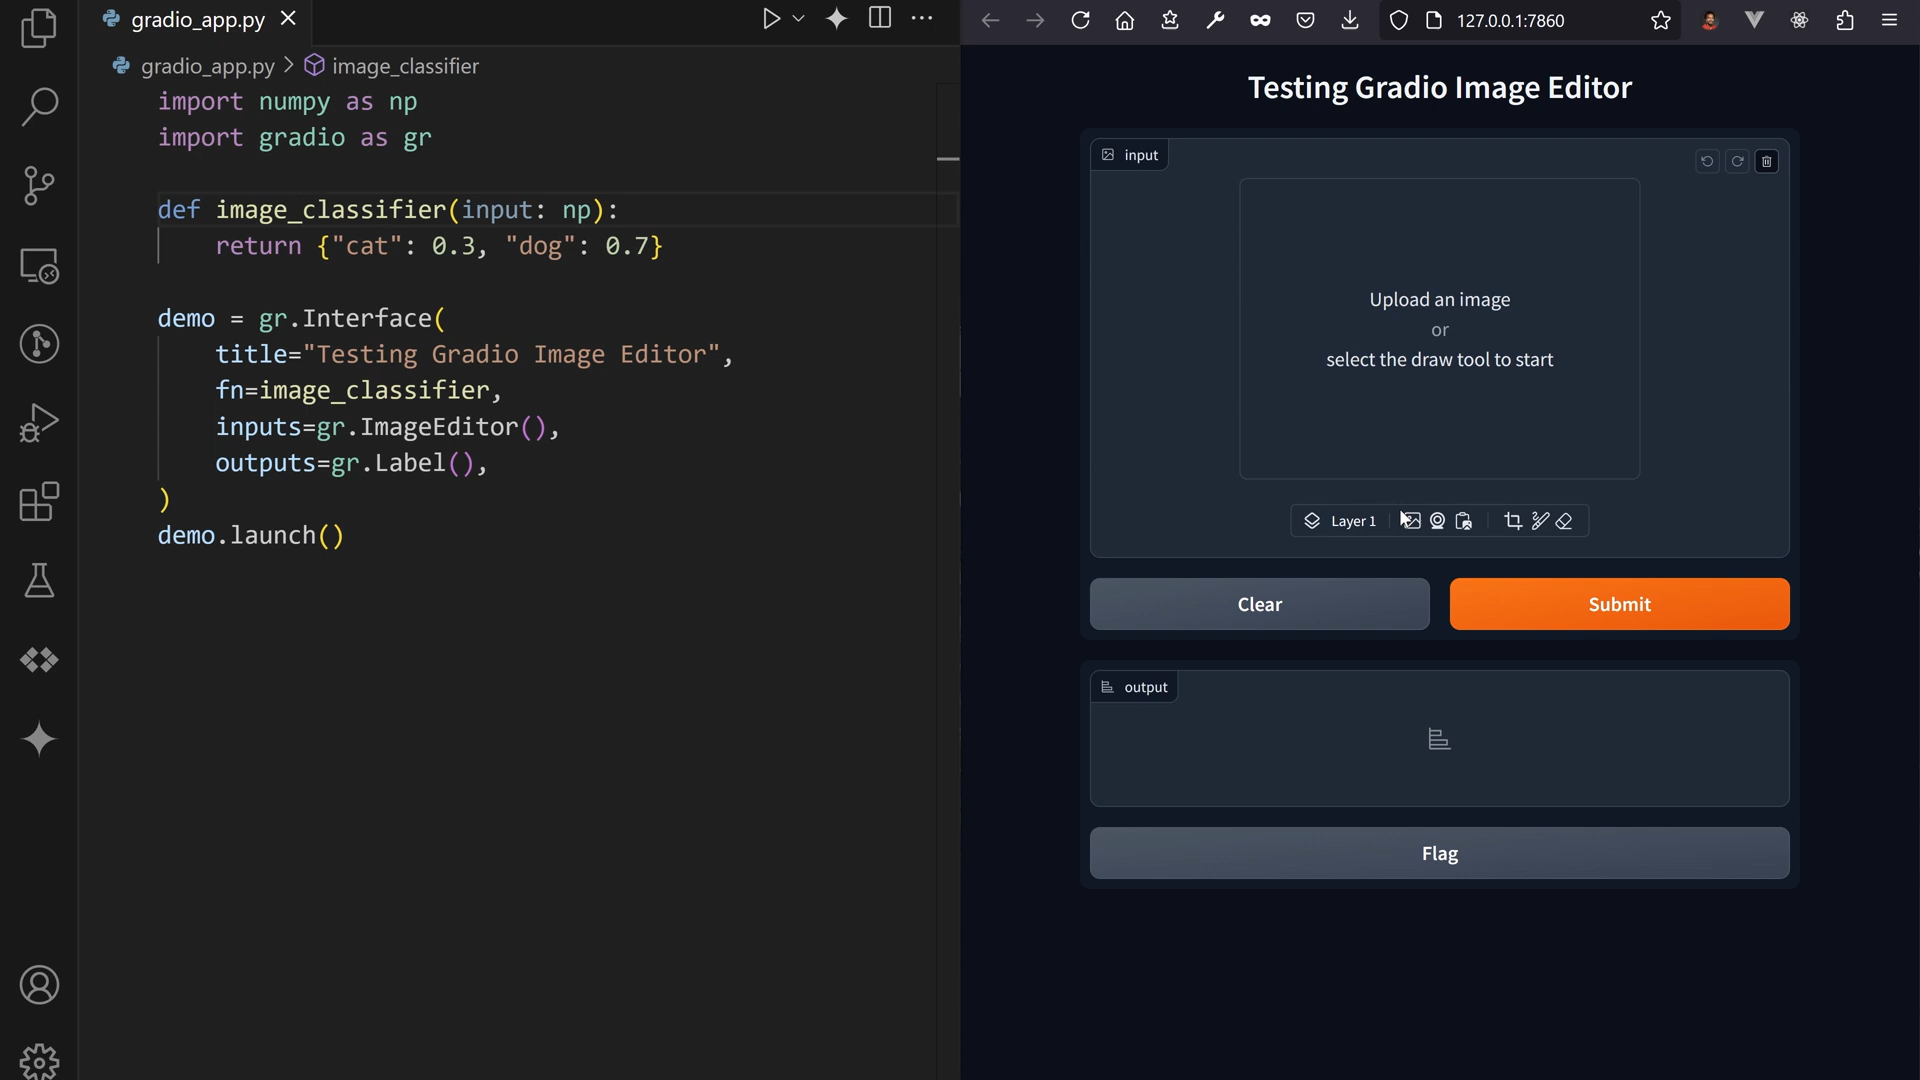 gradio_app.py
gradio_app.py > image_classifier
import numpy as np
import gradio as gr
def image_classifier(input: np):
    return {"cat": 0.3, "dog": 0.7}
demo = gr.Interface(
    title="Testing Gradio Image Editor",
    fn=image_classifier,
    inputs=gr.ImageEditor(),
    outputs=gr.Label(),
)
demo.launch()
127.0.0.1:7860
Testing Gradio Image Editor
input
Upload an image
or
select the draw tool to start
Layer 1
Clear
Submit
output
Flag